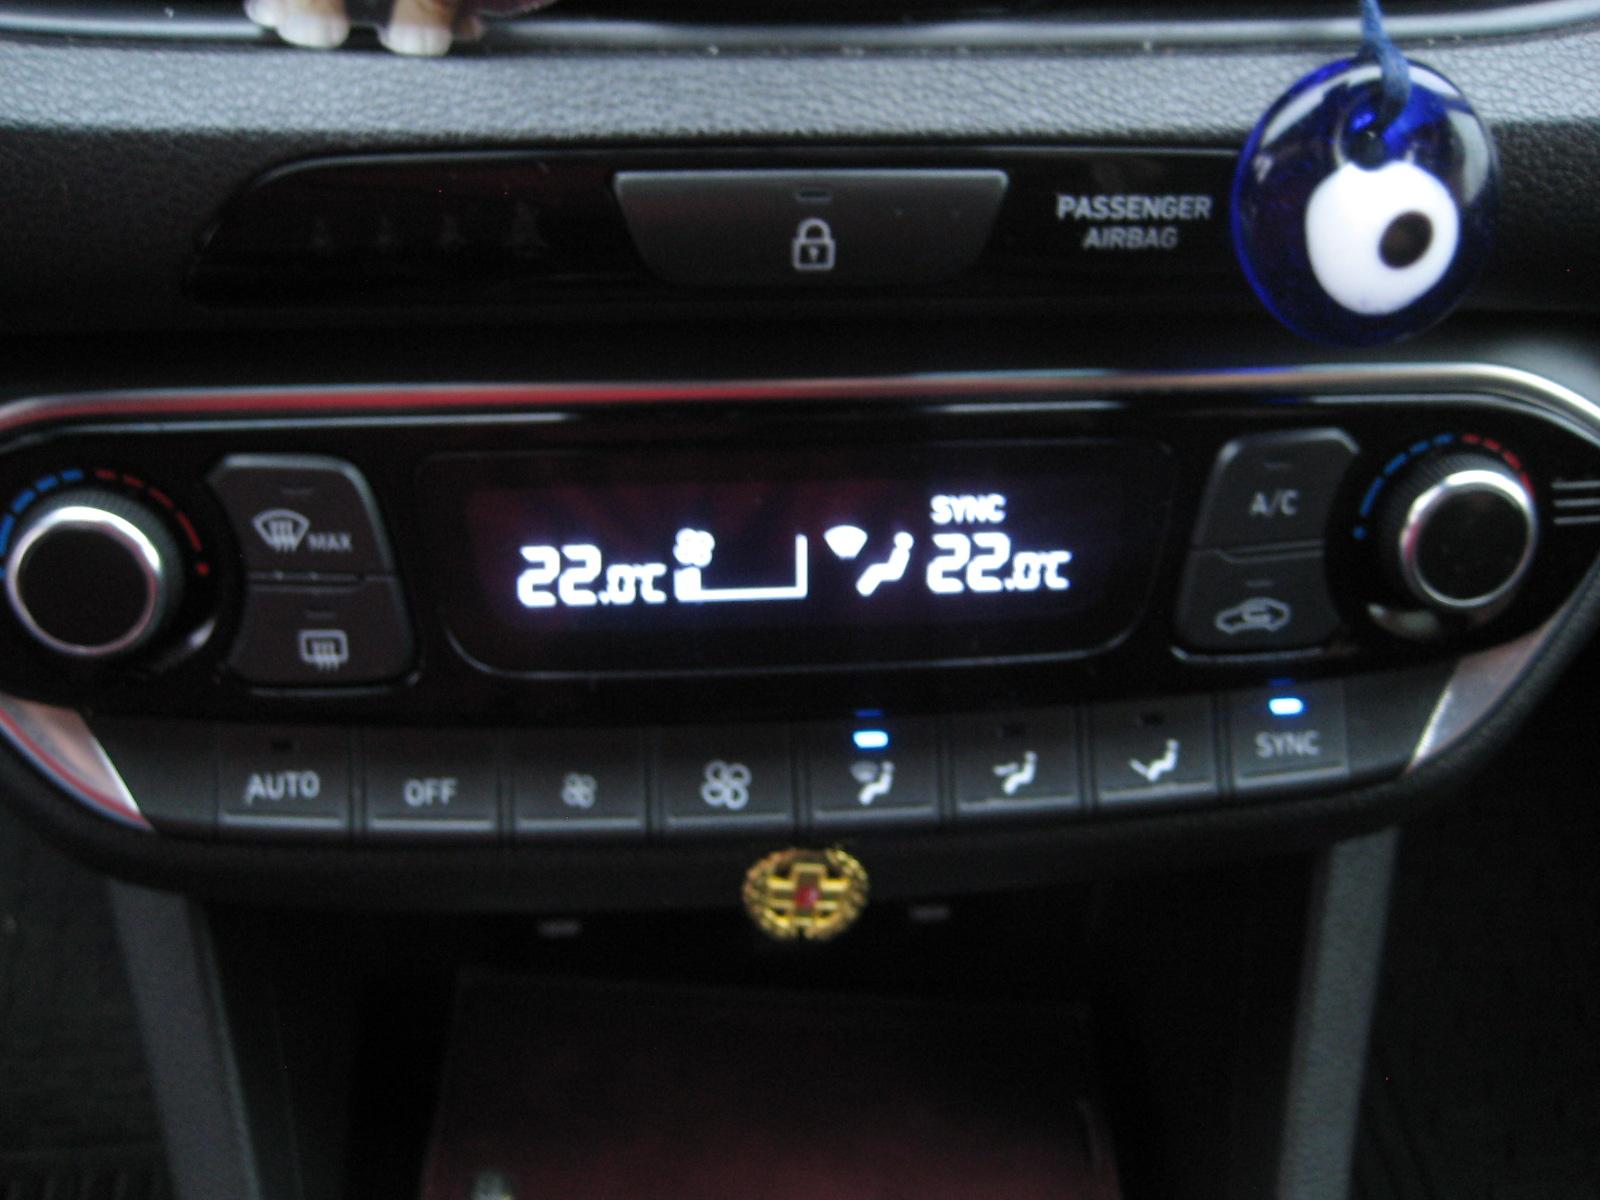 PASSENGER
AIRBAG
MAX
SYNC
22.0°C
22.0°C
A/C
AUTO
OFF
SYNC